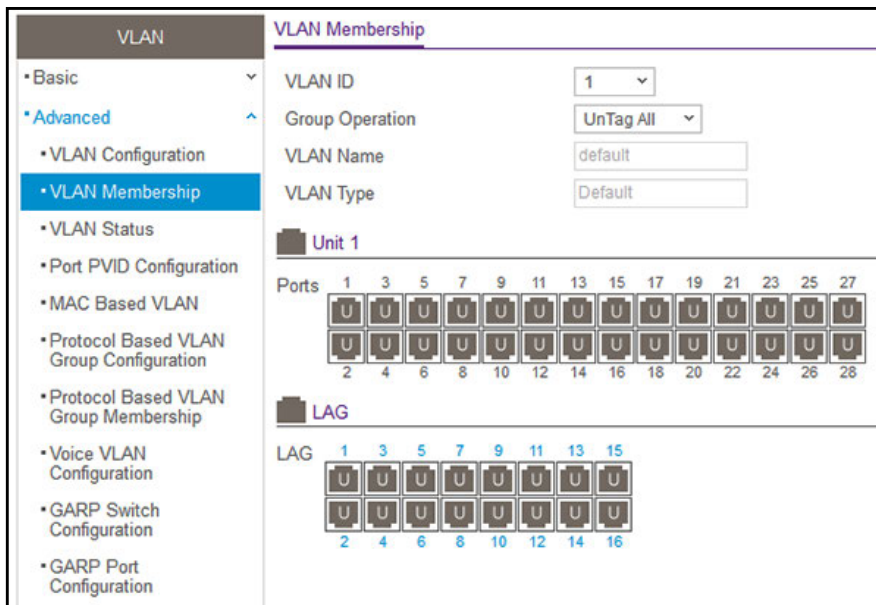 VLAN
Basic
Advanced
VLAN Configuration
VLAN Membership
VLAN Status
Port PVID Configuration
MAC Based VLAN
Protocol Based VLAN
Group Configuration
Protocol Based VLAN
Group Membership
Voice VLAN
Configuration
GARP Switch
Configuration
GARP Port
Configuration
VLAN Membership
VLAN ID 1
Group Operation UnTag All
VLAN Name default
VLAN Type Default
Unit 1
Ports 1 3 5 7 9 11 13 15 17 19 21 23 25 27
U U U U U U U U U U U U U U
U U U U U U U U U U U U U U
2 4 6 8 10 12 14 16 18 20 22 24 26 28
LAG
LAG 1 3 5 7 9 11 13 15
U U U U U U U U
U U U U U U U U
2 4 6 8 10 12 14 16